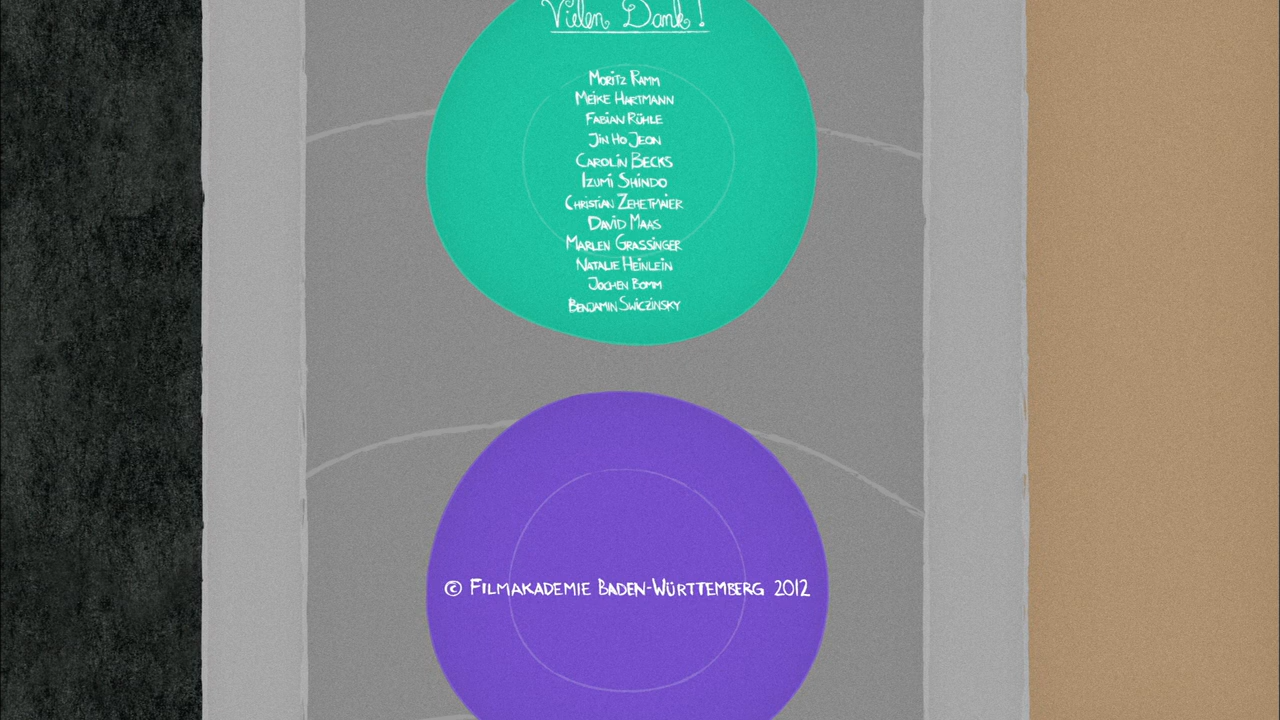 Vielen Dank!
Moritz Ramm
Meike Hartmann
Fabian Rühle
Jin Ho Jeon
Carolin Becks
Izumi Shindo
Christian Zehetmaier
David Maas
Marlen Grassinger
Natalie Heinlein
Jochen Bomm
Benjamin Swiczinsky
© Filmakademie Baden-Württemberg 2012